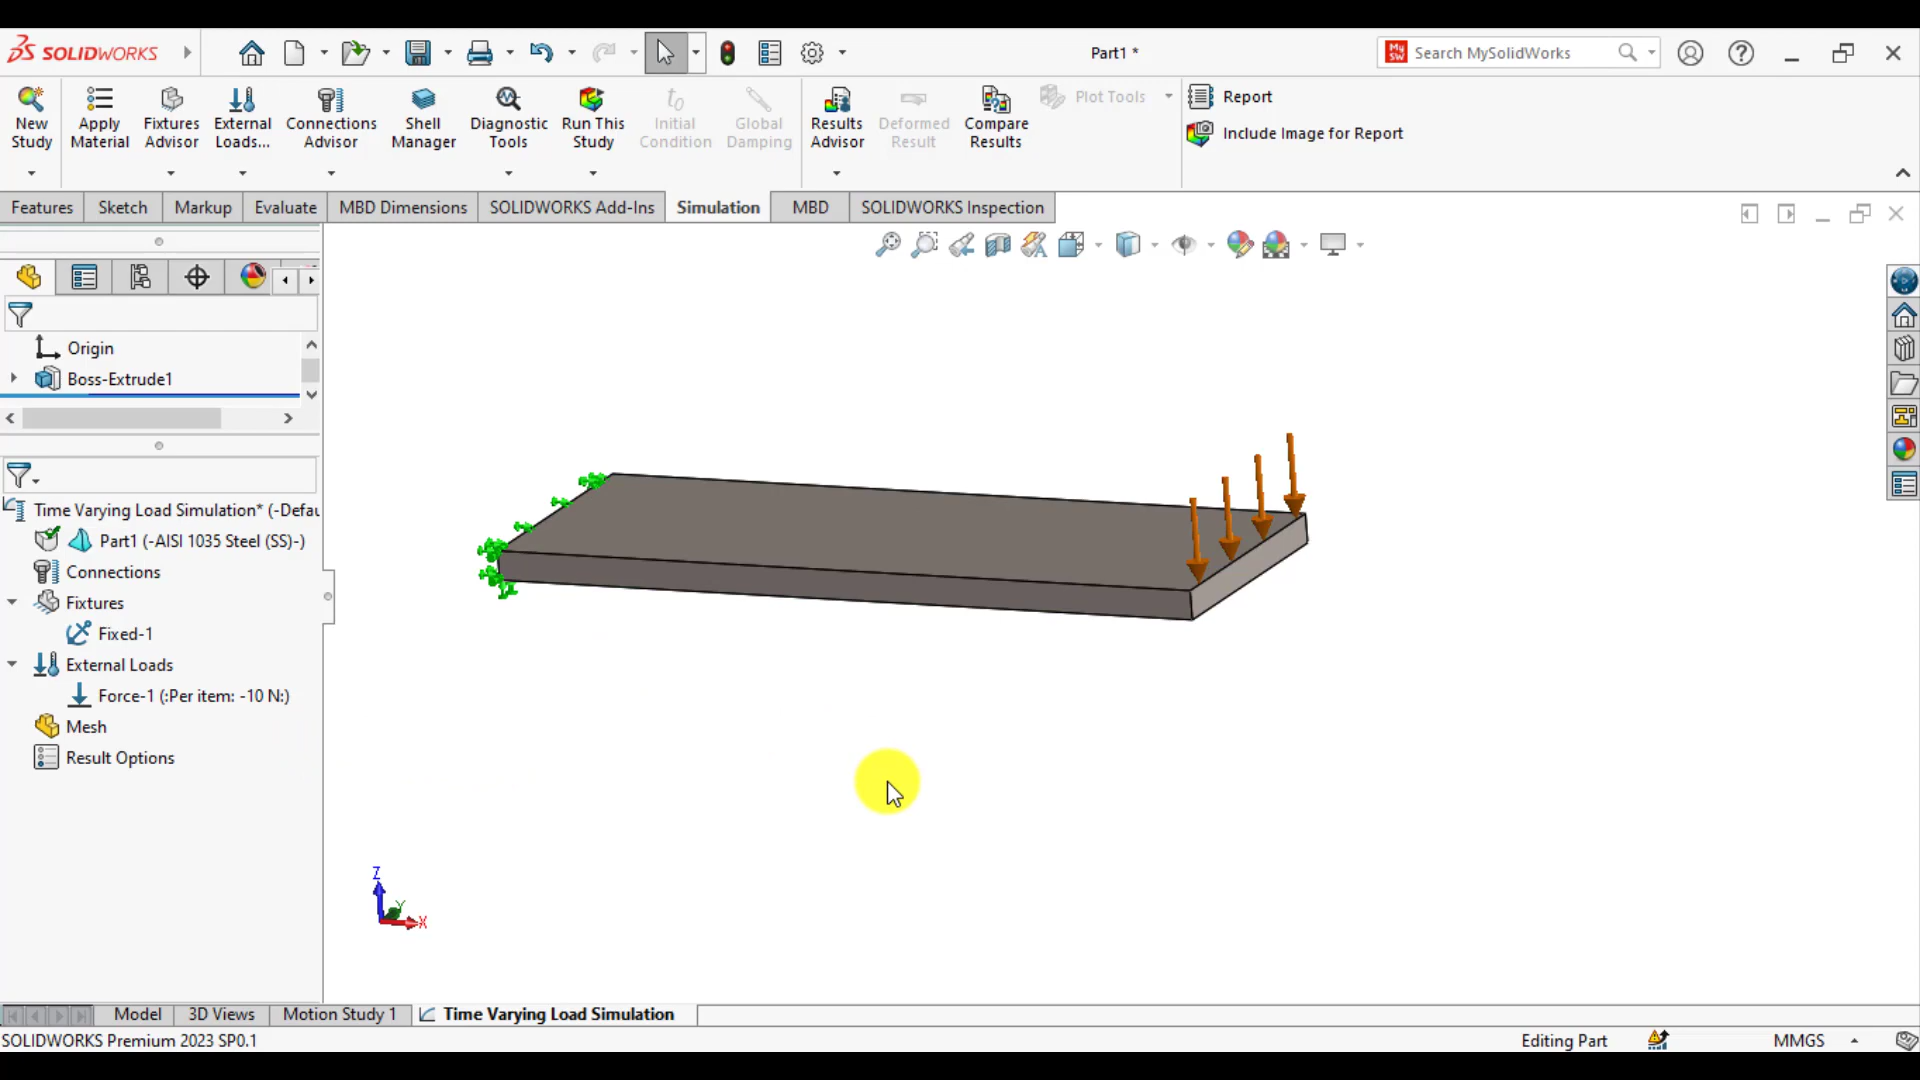 SOLIDWORKS
Part1 *
Search MySolidWorks
New Study
Apply Material
Fixtures Advisor
External Loads...
Connections Advisor
Shell Manager
Diagnostic Tools
Run This Study
Initial Condition
Global Damping
Results Advisor
Deformed Result
Compare Results
Plot Tools
Report
Include Image for Report
Features
Sketch
Markup
Evaluate
MBD Dimensions
SOLIDWORKS Add-Ins
Simulation
MBD
SOLIDWORKS Inspection
Origin
Boss-Extrude1
Time Varying Load Simulation* (-Defau
Part1 (-AISI 1035 Steel (SS)-)
Connections
Fixtures
Fixed-1
External Loads
Force-1 (:Per item: -10 N:)
Mesh
Result Options
Z
Y
X
Model
3D Views
Motion Study 1
Time Varying Load Simulation
SOLIDWORKS Premium 2023 SP0.1
Editing Part
MMGS